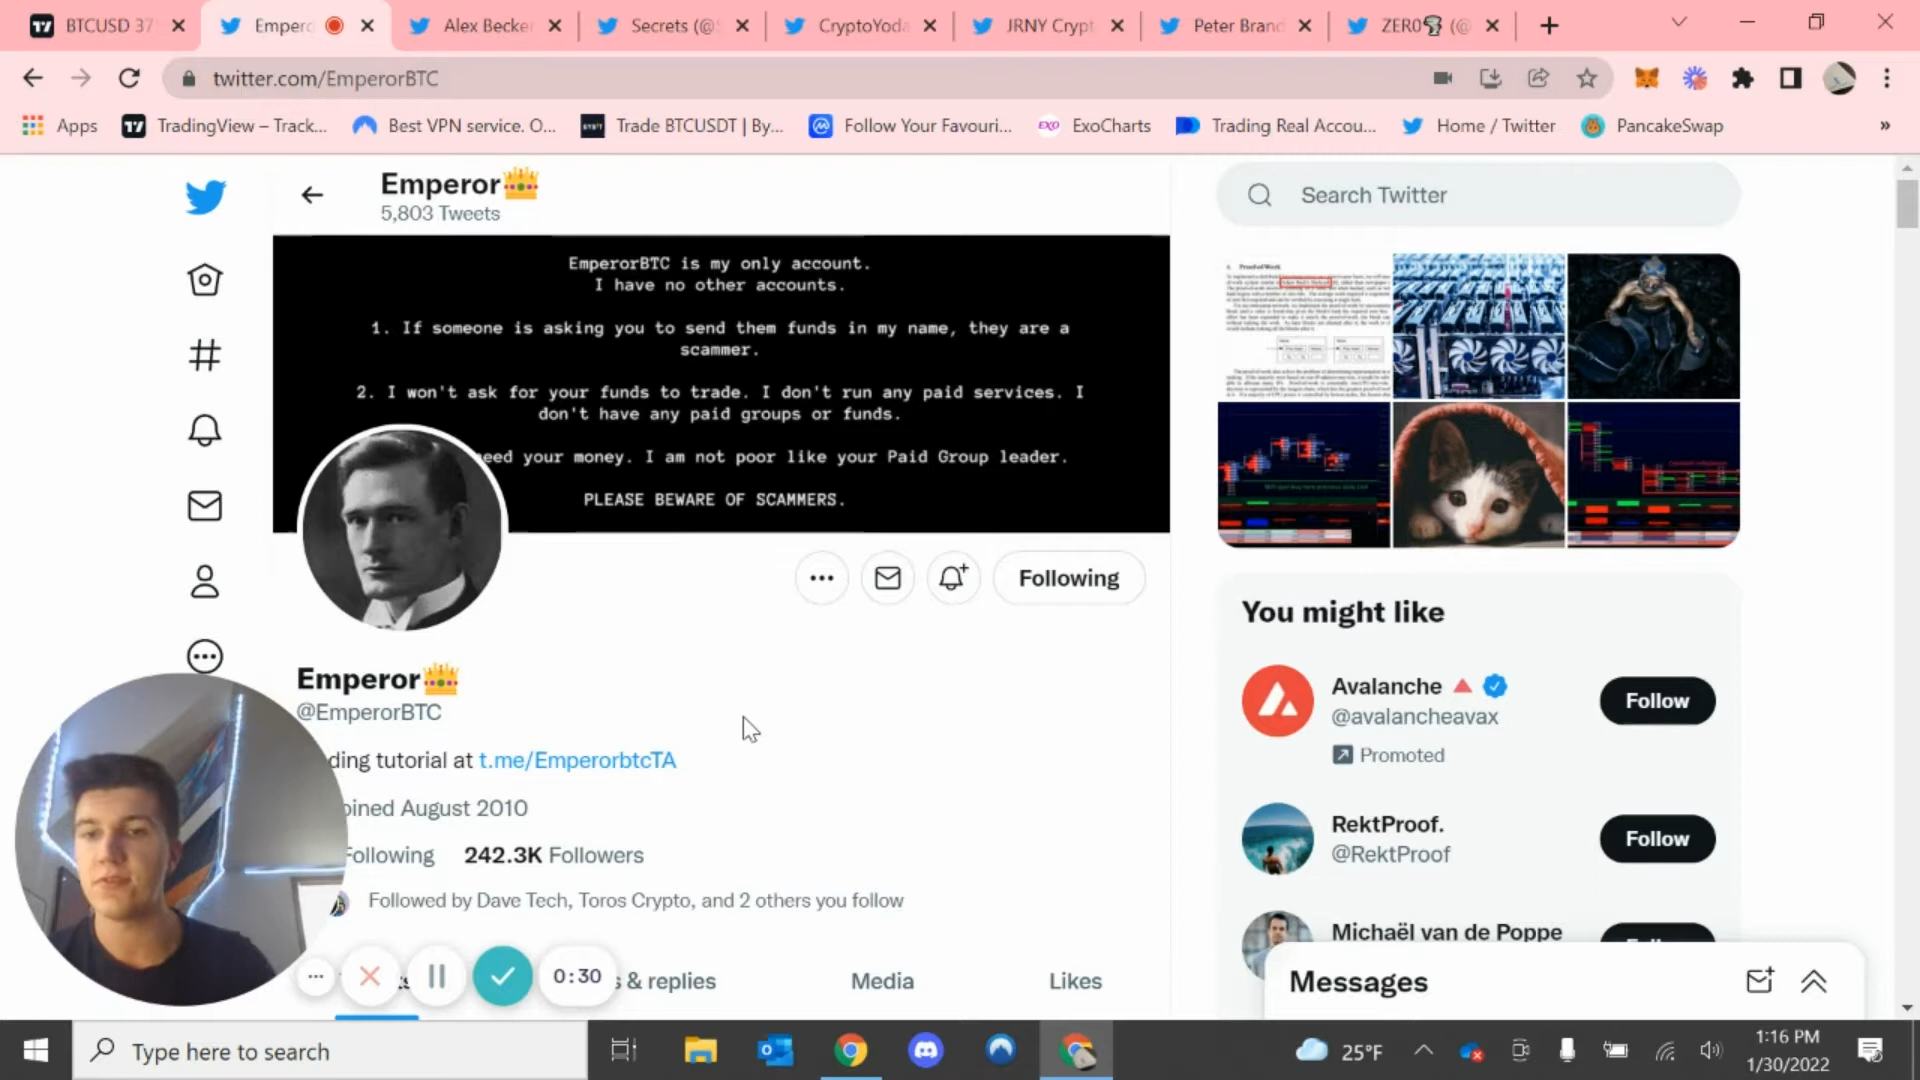 BTCUSD 37
Emper
Alex Becker
Secrets (@
CryptoYoda
JRNY Crypt
Peter Brand
ZER0 (@
twitter.com/EmperorBTC
Apps
TradingView – Track...
Best VPN service. O...
Trade BTCUSDT | By...
Follow Your Favouri...
ExoCharts
Trading Real Accou...
Home / Twitter
PancakeSwap
»
Emperor👑
5,803 Tweets
Search Twitter
EmperorBTC is my only account.
I have no other accounts.
1. If someone is asking you to send them funds in my name, they are a
scammer.
2. I won't ask for your funds to trade. I don't run any paid services. I
don't have any paid groups or funds.
need your money. I am not poor like your Paid Group leader.
PLEASE BEWARE OF SCAMMERS.
Following
Emperor👑
@EmperorBTC
ding tutorial at t.me/EmperorbtcTA
oined August 2010
Following 242.3K Followers
Followed by Dave Tech, Toros Crypto, and 2 others you follow
0:30
s & replies
Media
Likes
You might like
Avalanche
@avalancheavax
Promoted
Follow
RektProof.
@RektProof
Follow
Michaël van de Poppe
Messages
Type here to search
25°F
1:16 PM
1/30/2022